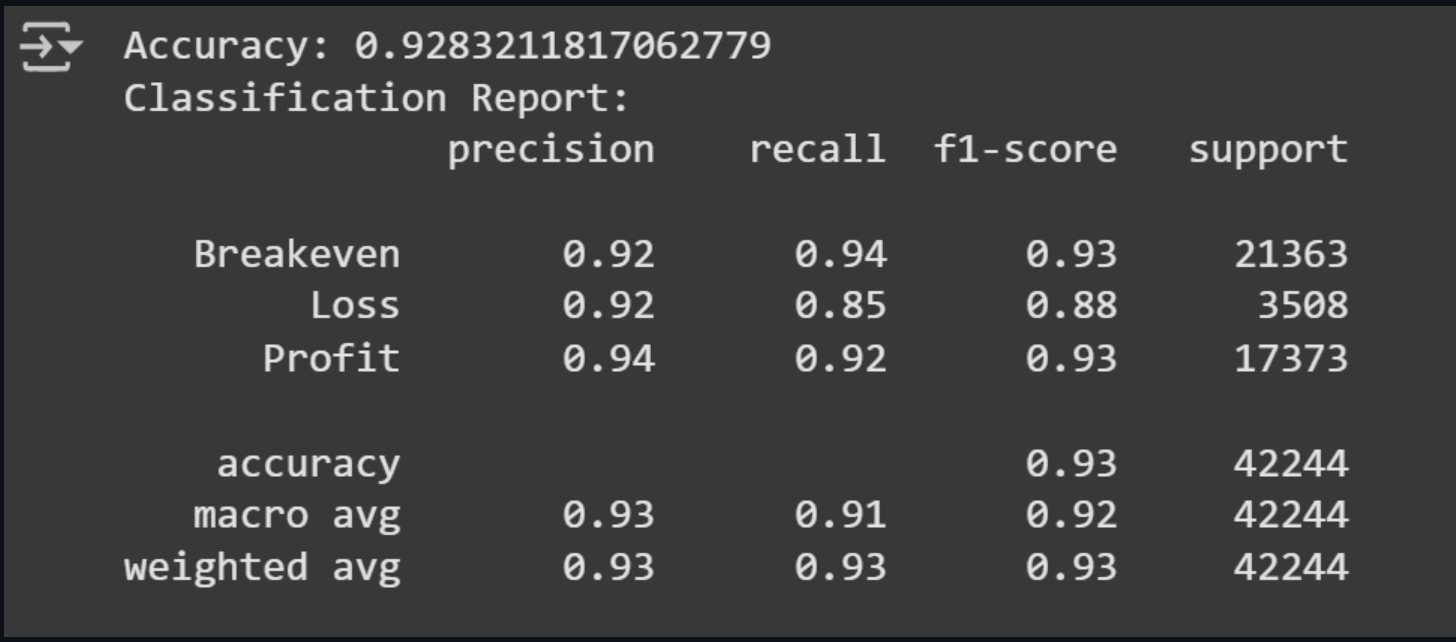 Accuracy: 0.9283211817062779
Classification Report:
precision recall f1-score support
Breakeven 0.92 0.94 0.93 21363
Loss 0.92 0.85 0.88 3508
Profit 0.94 0.92 0.93 17373
accuracy 0.93 42244
macro avg 0.93 0.91 0.92 42244
weighted avg 0.93 0.93 0.93 42244